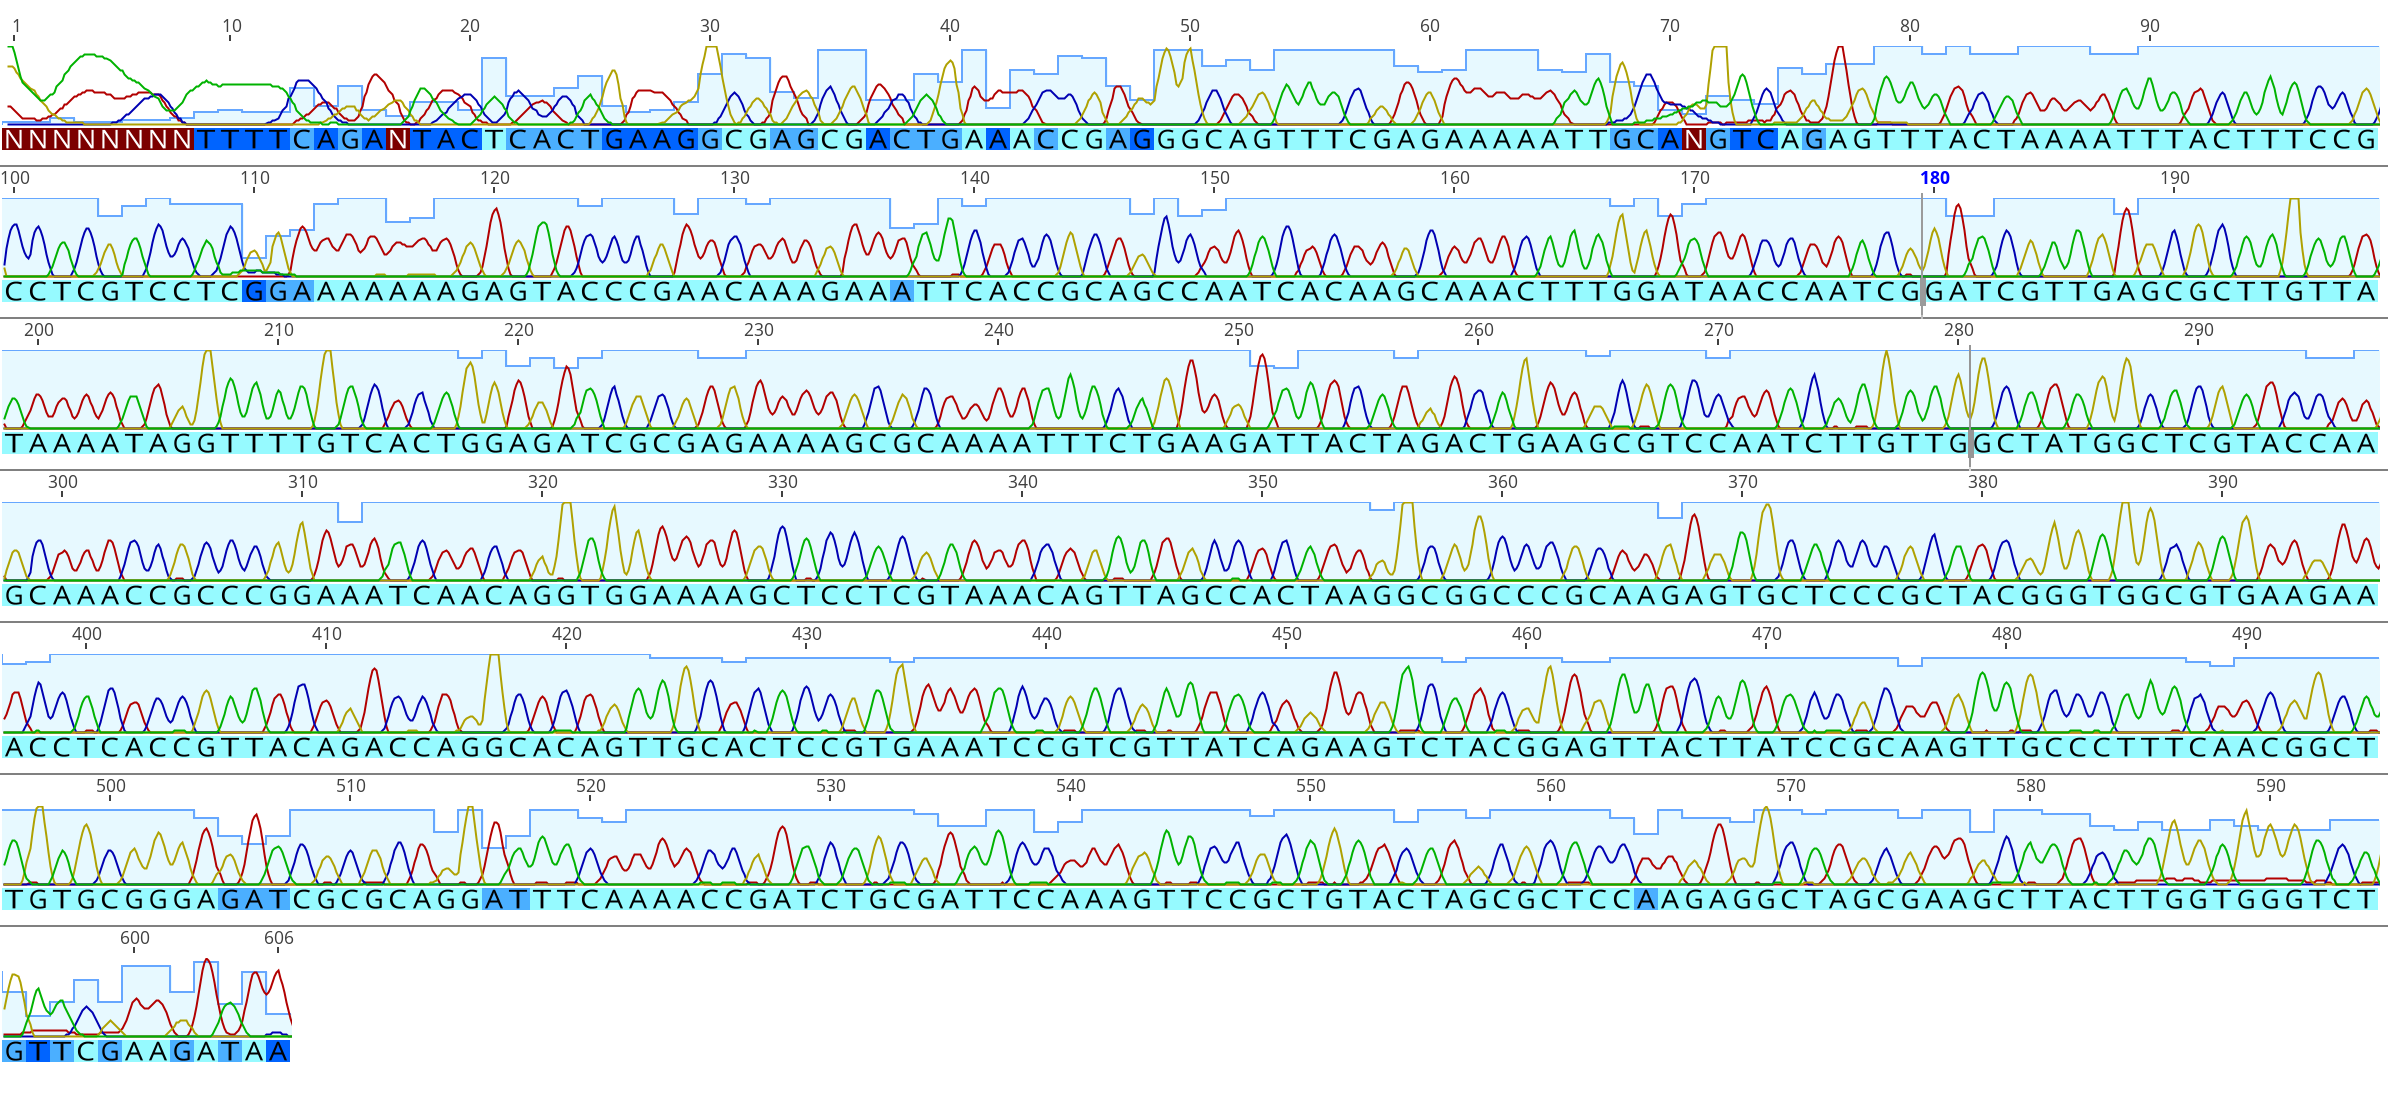 1 10 20 30 40 50 60 70 80 90
NNNNNNNNTTTTCAGANTACTCACTGAAGGCGAGCGACTGAAACCGAGGGCAGTTTCGAGAAAAATTGCANGTCAGAGTTTACTAAAATTTACTTTCCG
100 110 120 130 140 150 160 170 180 190
CCTCGTCCTCGGAAAAAAAGAGTACCCGAACAAAGAAATTCACCGCAGCCAATCACAAGCAAACTTTGGATAACCAATCGGATCGTTGAGCGCTTGTTA
200 210 220 230 240 250 260 270 280 290
TAAAATAGGTTTTGTCACTGGAGATCGCGAGAAAAGCGCAAAATTTCTGAAGATTACTAGACTGAAGCGTCCAATCTTGTTGGCTATGGCTCGTACCAA
300 310 320 330 340 350 360 370 380 390
GCAAACCGCCCGGAAATCAACAGGTGGAAAAGCTCCTCGTAAACAGTTAGCCACTAAGGCGGCCCGCAAGAGTGCTCCCGCTACGGGTGGCGTGAAGAA
400 410 420 430 440 450 460 470 480 490
ACCTCACCGTTACAGACCAGGCACAGTTGCACTCCGTGAAATCCGTCGTTATCAGAAGTCTACGGAGTTACTTATCCGCAAGTTGCCCTTTCAACGGCT
500 510 520 530 540 550 560 570 580 590
TGTGCGGGAGATCGCGCAGGATTTCAAAACCGATCTGCGATTCCAAAGTTCCGCTGTACTAGCGCTCCAAGAGGCTAGCGAAGCTTACTTGGTGGGTCT
600 606
GTTCGAAGATAA